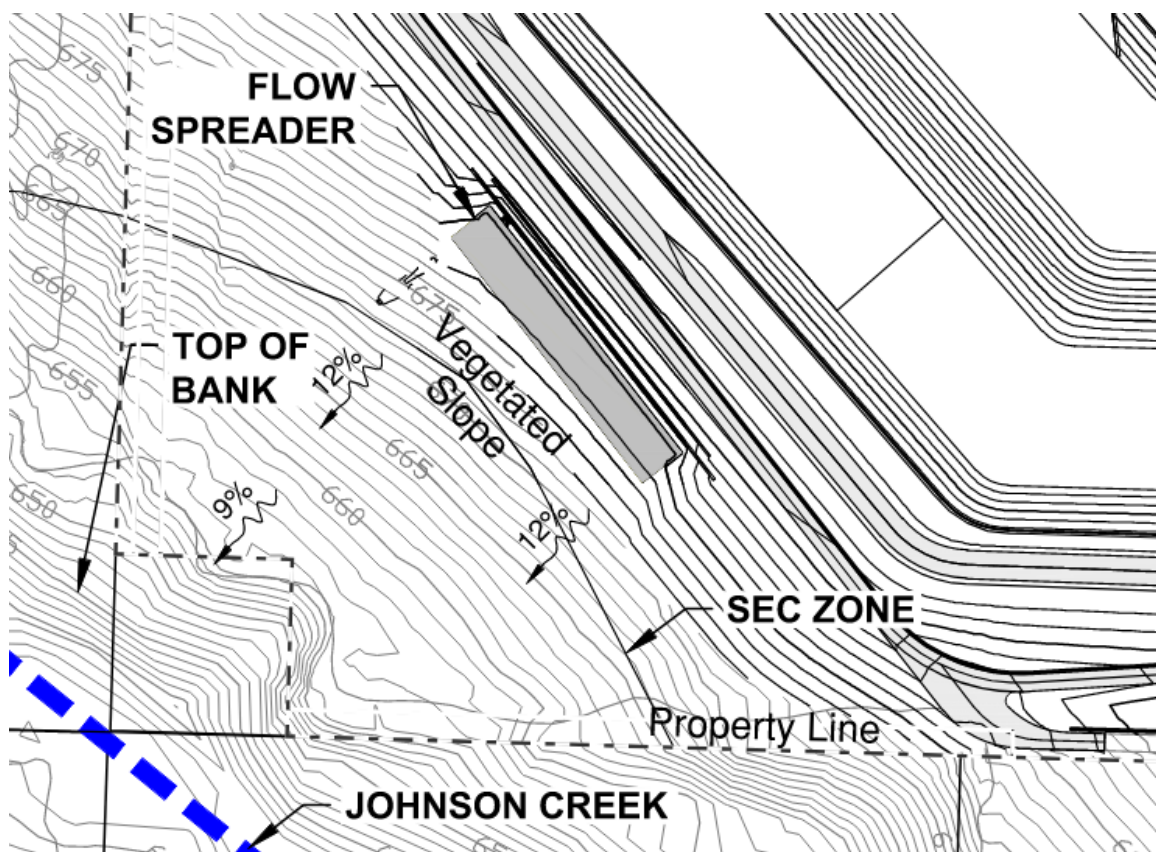 675
FLOW
SPREADER
670
665
660
675
TOP OF
BANK
Vegetated
Slope
12%
655
665
650
9%
660
12%
SEC ZONE
Property Line
JOHNSON CREEK